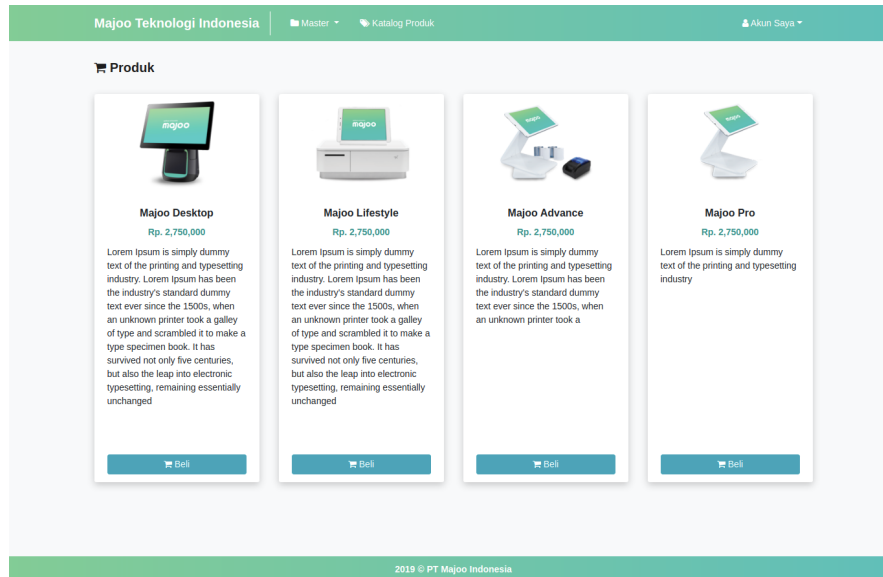 Majoo Teknologi Indonesia
Master
Katalog Produk
Akun Saya
Produk
majoo
Majoo Desktop
Rp. 2,750,000
Lorem Ipsum is simply dummy
text of the printing and typesetting
industry. Lorem Ipsum has been
the industry's standard dummy
text ever since the 1500s, when
an unknown printer took a galley
of type and scrambled it to make a
type specimen book. It has
survived not only five centuries,
but also the leap into electronic
typesetting, remaining essentially
unchanged
Beli
majoo
Majoo Lifestyle
Rp. 2,750,000
Lorem Ipsum is simply dummy
text of the printing and typesetting
industry. Lorem Ipsum has been
the industry's standard dummy
text ever since the 1500s, when
an unknown printer took a galley
of type and scrambled it to make a
type specimen book. It has
survived not only five centuries,
but also the leap into electronic
typesetting, remaining essentially
unchanged
Beli
majoo
Majoo Advance
Rp. 2,750,000
Lorem Ipsum is simply dummy
text of the printing and typesetting
industry. Lorem Ipsum has been
the industry's standard dummy
text ever since the 1500s, when
an unknown printer took a
Beli
majoo
Majoo Pro
Rp. 2,750,000
Lorem Ipsum is simply dummy
text of the printing and typesetting
industry
Beli
2019 © PT Majoo Indonesia